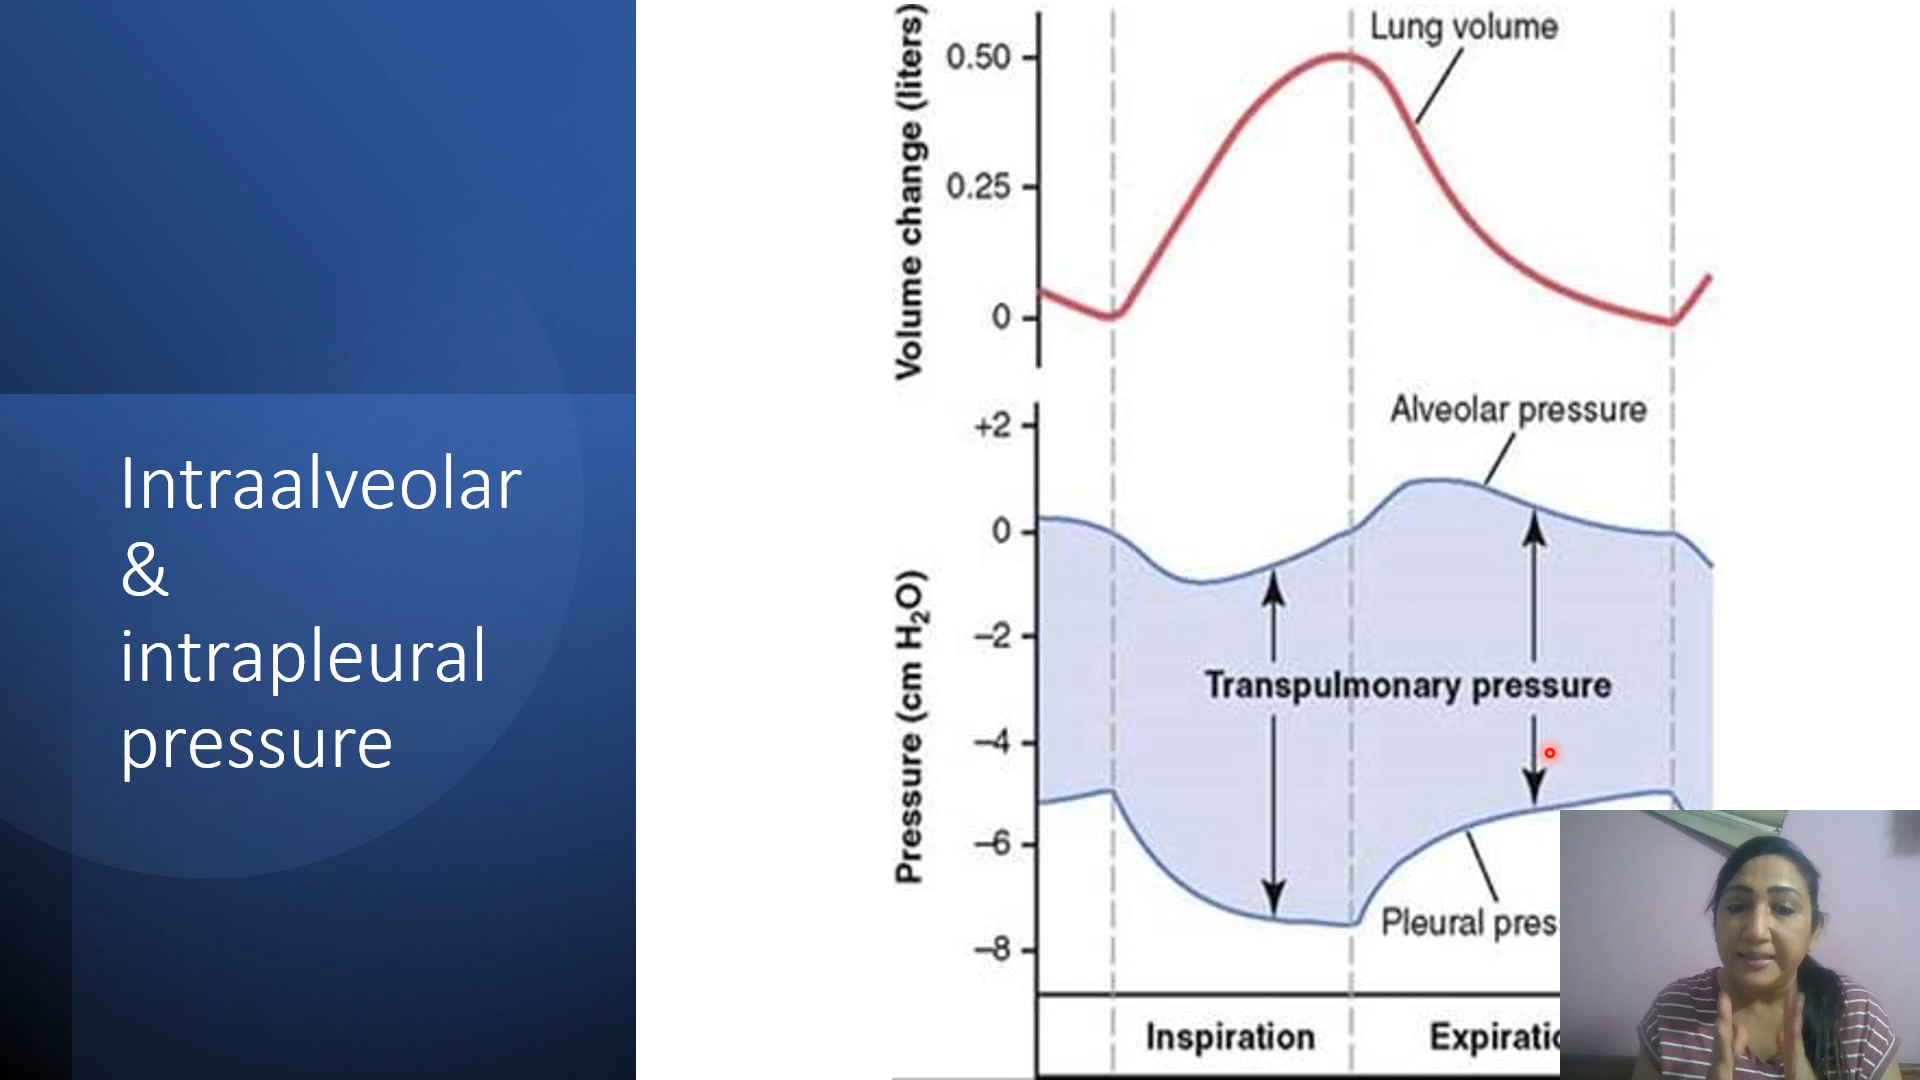 Intraalveolar
&
intrapleural
pressure
Volume change (liters)
0.50
0.25
0
Lung volume
Pressure (cm H₂O)
+2
0
–2
–4
–6
–8
Alveolar pressure
Transpulmonary pressure
Pleural pres
Inspiration
Expiratio